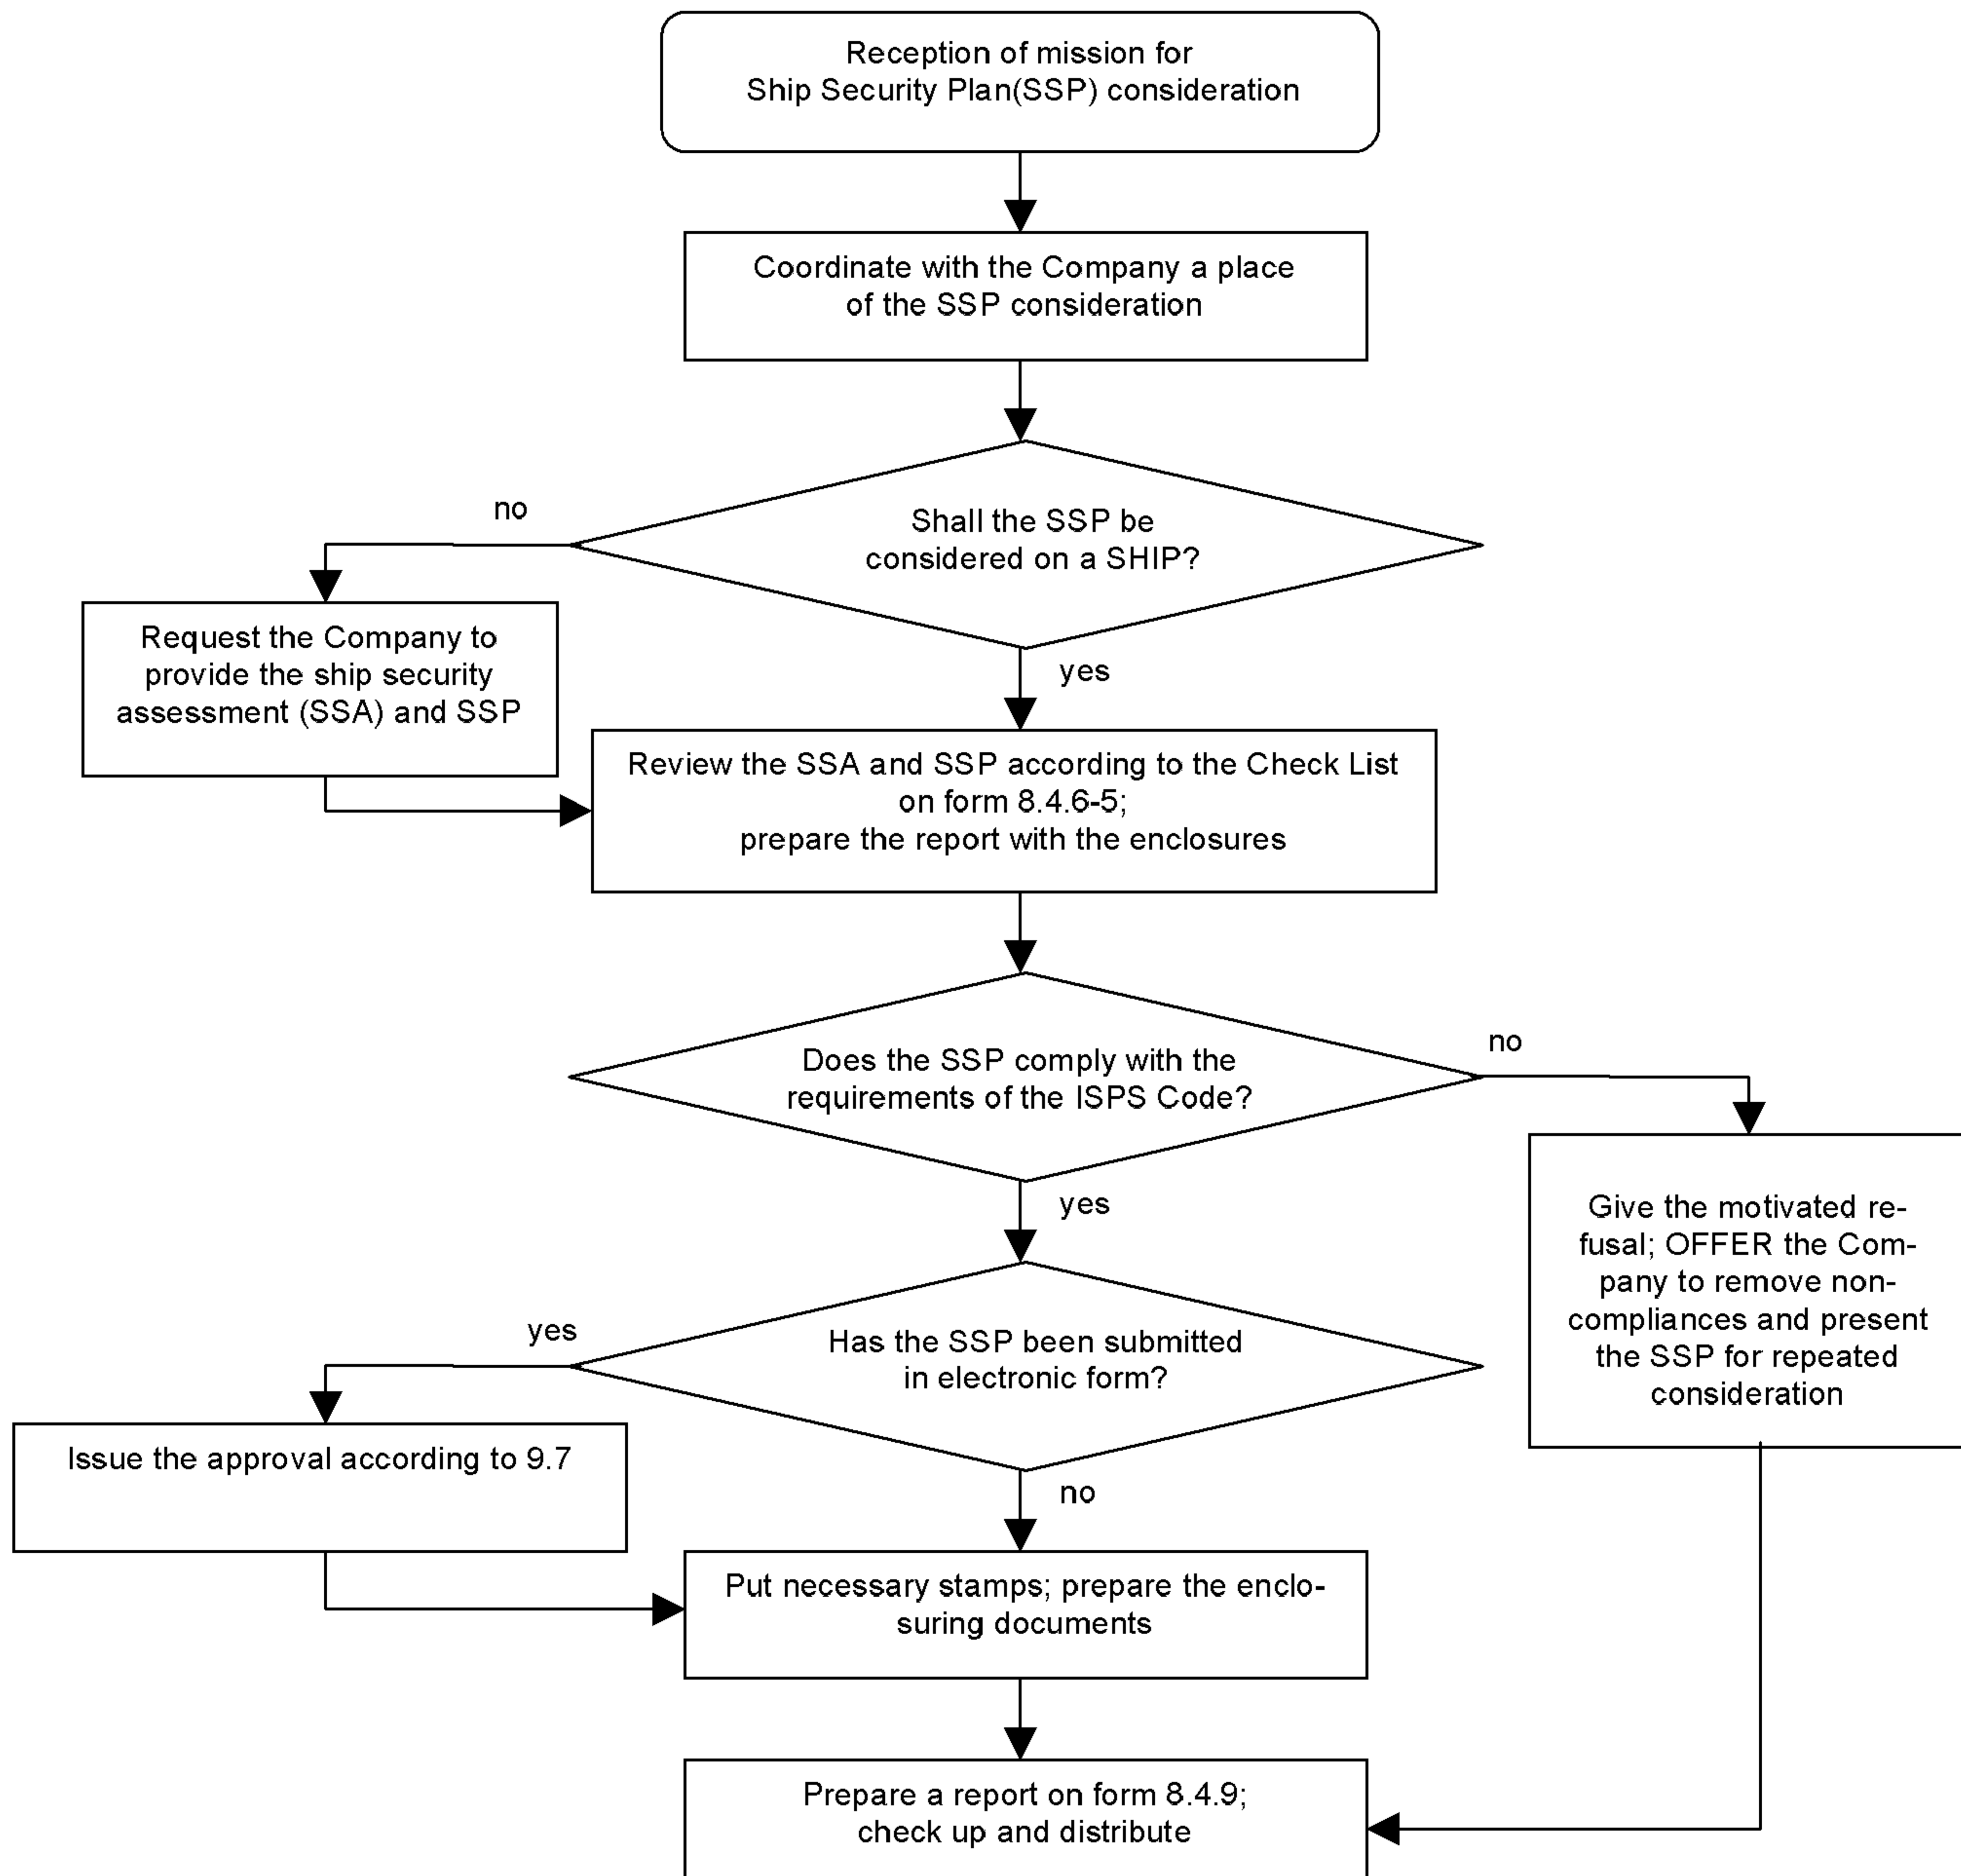 Reception of mission for
Ship Security Plan(SSP) consideration
Coordinate with the Company a place
of the SSP consideration
no
Shall the SSP be
considered on a SHIP?
yes
Request the Company to
provide the ship security
assessment (SSA) and SSP
Review the SSA and SSP according to the Check List
on form 8.4.6-5;
prepare the report with the enclosures
Does the SSP comply with the
requirements of the ISPS Code?
no
yes
Give the motivated re-
fusal; OFFER the Com-
pany to remove non-
compliances and present
the SSP for repeated
consideration
yes
Has the SSP been submitted
in electronic form?
no
Issue the approval according to 9.7
Put necessary stamps; prepare the enclo-
suring documents
Prepare a report on form 8.4.9;
check up and distribute